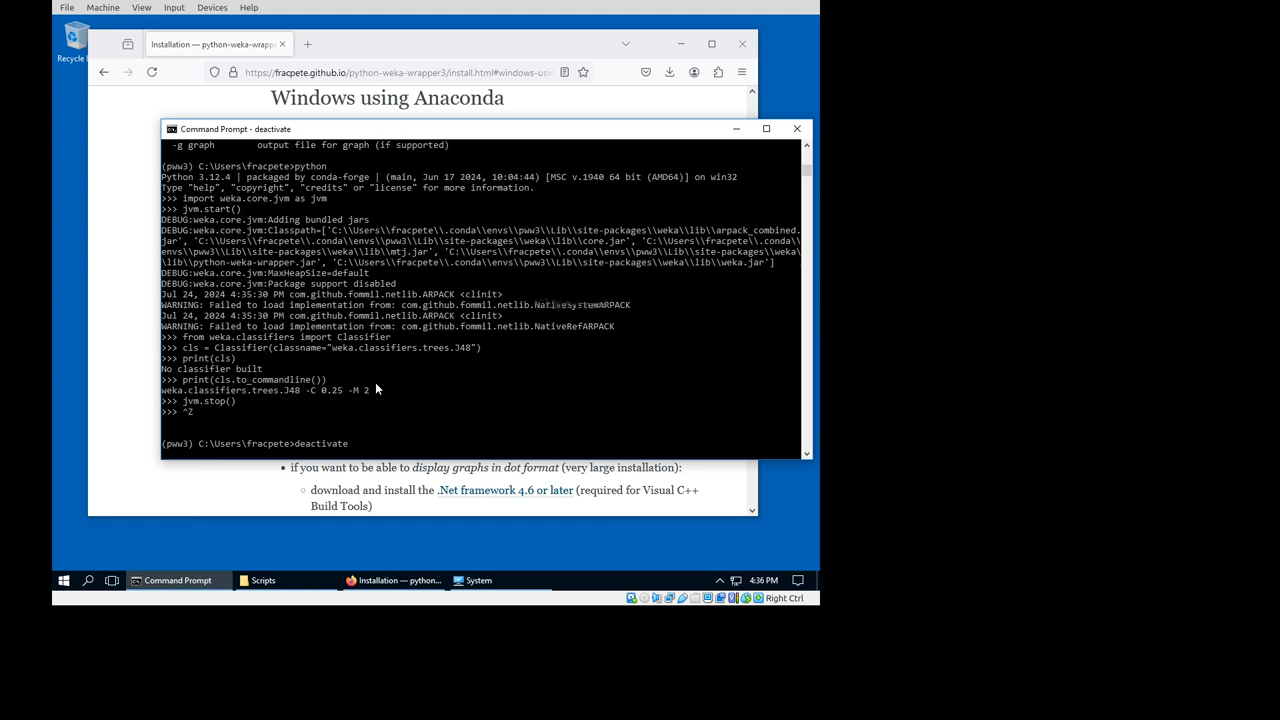 File Machine View Input Devices Help
Installation — python-weka-wrappe
https://fracpete.github.io/python-weka-wrapper3/install.html#windows-usin
Recycle
Windows using Anaconda
Command Prompt - deactivate
-g graph output file for graph (if supported)
(pww3) C:\Users\fracpete>python
Python 3.12.4 | packaged by conda-forge | (main, Jun 17 2024, 10:04:44) [MSC v.1940 64 bit (AMD64)] on win32
Type "help", "copyright", "credits" or "license" for more information.
>>> import weka.core.jvm as jvm
>>> jvm.start()
DEBUG:weka.core.jvm:Adding bundled jars
DEBUG:weka.core.jvm:Classpath=['C:\\Users\\fracpete\\.conda\\envs\\pww3\\Lib\\site-packages\\weka\\lib\\arpack_combined.
jar', 'C:\\Users\\fracpete\\.conda\\envs\\pww3\\Lib\\site-packages\\weka\\lib\\core.jar', 'C:\\Users\\fracpete\\.conda\\
envs\\pww3\\Lib\\site-packages\\weka\\lib\\mtj.jar', 'C:\\Users\\fracpete\\.conda\\envs\\pww3\\Lib\\site-packages\\weka\
\lib\\python-weka-wrapper.jar', 'C:\\Users\\fracpete\\.conda\\envs\\pww3\\Lib\\site-packages\\weka\\lib\\weka.jar']
DEBUG:weka.core.jvm:MaxHeapSize=default
DEBUG:weka.core.jvm:Package support disabled
Jul 24, 2024 4:35:30 PM com.github.fommil.netlib.ARPACK <clinit>
WARNING: Failed to load implementation from: com.github.fommil.netlib.NativeSystemARPACK
Jul 24, 2024 4:35:30 PM com.github.fommil.netlib.ARPACK <clinit>
WARNING: Failed to load implementation from: com.github.fommil.netlib.NativeRefARPACK
>>> from weka.classifiers import Classifier
>>> cls = Classifier(classname="weka.classifiers.trees.J48")
>>> print(cls)
No classifier built
>>> print(cls.to_commandline())
weka.classifiers.trees.J48 -C 0.25 -M 2
>>> jvm.stop()
>>> ^Z
(pww3) C:\Users\fracpete>deactivate
• if you want to be able to display graphs in dot format (very large installation):
○ download and install the .Net framework 4.6 or later (required for Visual C++
Build Tools)
Command Prompt Scripts Installation — python... System 4:36 PM
Right Ctrl